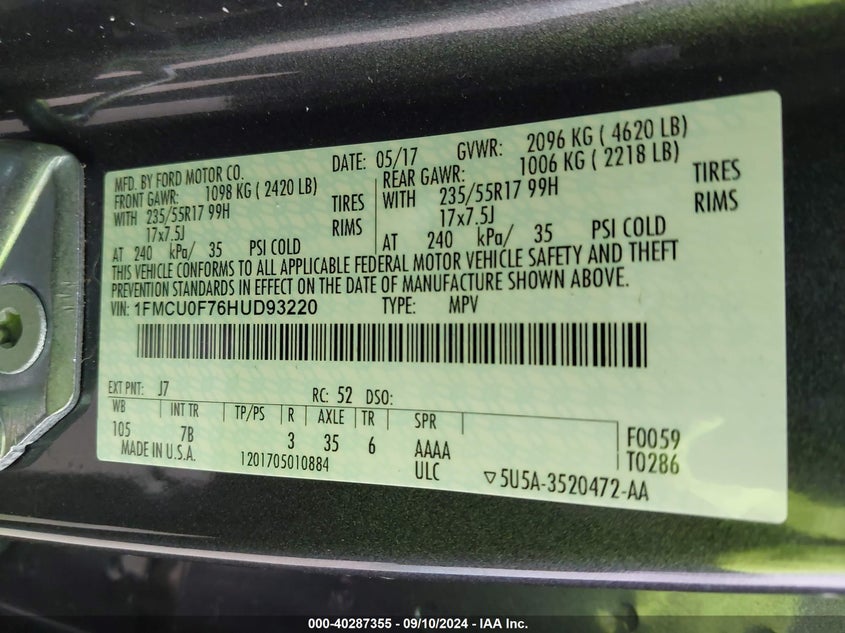 MFD. BY FORD MOTOR CO. DATE: 05/17 GVWR: 2096 KG ( 4620 LB)
FRONT GAWR: 1098 KG ( 2420 LB) REAR GAWR: 1006 KG ( 2218 LB)
WITH 235/55R17 99H TIRES WITH 235/55R17 99H TIRES
17x7.5J RIMS 17x7.5J RIMS
AT 240 kPa/ 35 PSI COLD AT 240 kPa/ 35 PSI COLD
THIS VEHICLE CONFORMS TO ALL APPLICABLE FEDERAL MOTOR VEHICLE SAFETY AND THEFT
PREVENTION STANDARDS IN EFFECT ON THE DATE OF MANUFACTURE SHOWN ABOVE.
VIN: 1FMCU0F76HUD93220 TYPE: MPV
EXT PNT: J7 RC: 52 DSO:
WB INT TR TP/PS R AXLE TR SPR
105 7B 3 35 6 AAAA F0059
MADE IN U.S.A. 1201705010884 ULC T0286
▽5U5A-3520472-AA
000-40287355 - 09/10/2024 - IAA Inc.